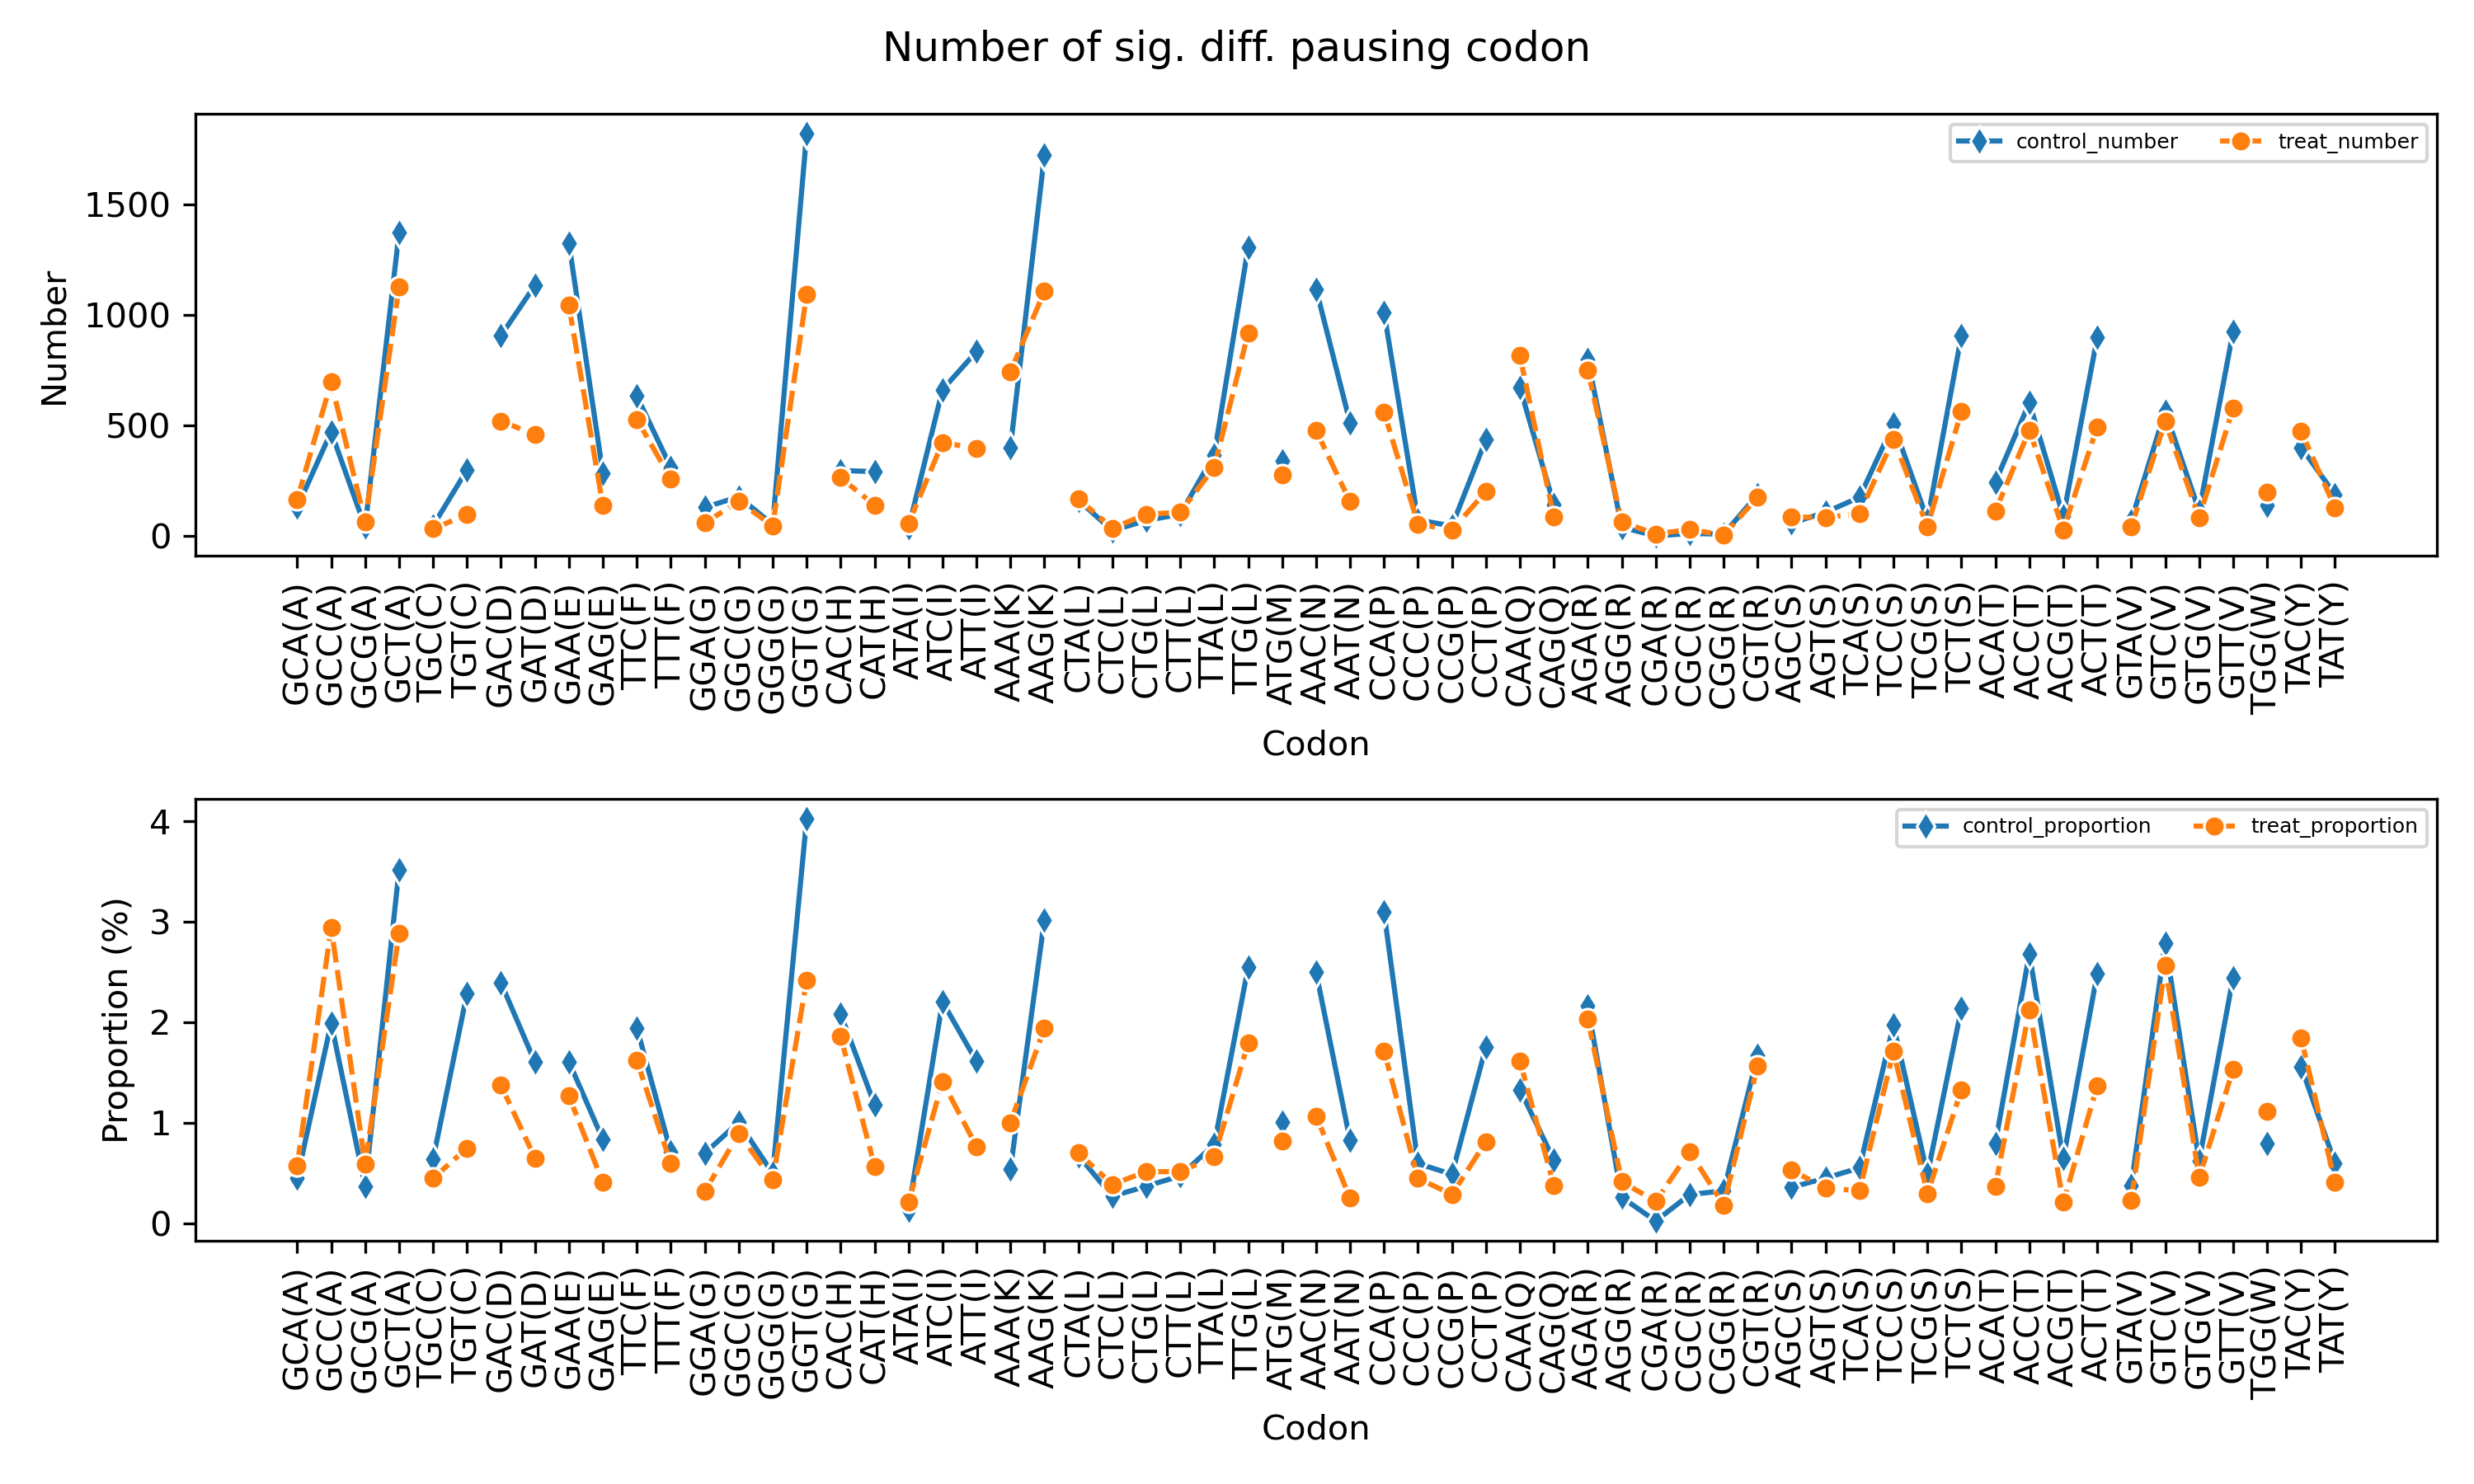 Number of sig. diff. pausing codon
control_number treat_number
Number
1500
1000
500
0
GCA(A) GCC(A) GCG(A) GCT(A) TGC(C) TGT(C) GAC(D) GAT(D) GAA(E) GAG(E) TTC(F) TTT(F) GGA(G) GGC(G) GGG(G) GGT(G) CAC(H) CAT(H) ATA(I) ATC(I) ATT(I) AAA(K) AAG(K) CTA(L) CTC(L) CTG(L) CTT(L) TTA(L) TTG(L) ATG(M) AAC(N) AAT(N) CCA(P) CCC(P) CCG(P) CCT(P) CAA(Q) CAG(Q) AGA(R) AGG(R) CGA(R) CGC(R) CGG(R) CGT(R) AGC(S) AGT(S) TCA(S) TCC(S) TCG(S) TCT(S) ACA(T) ACC(T) ACG(T) ACT(T) GTA(V) GTC(V) GTG(V) GTT(V) TGG(W) TAC(Y) TAT(Y)
Codon
control_proportion treat_proportion
Proportion (%)
4
3
2
1
0
GCA(A) GCC(A) GCG(A) GCT(A) TGC(C) TGT(C) GAC(D) GAT(D) GAA(E) GAG(E) TTC(F) TTT(F) GGA(G) GGC(G) GGG(G) GGT(G) CAC(H) CAT(H) ATA(I) ATC(I) ATT(I) AAA(K) AAG(K) CTA(L) CTC(L) CTG(L) CTT(L) TTA(L) TTG(L) ATG(M) AAC(N) AAT(N) CCA(P) CCC(P) CCG(P) CCT(P) CAA(Q) CAG(Q) AGA(R) AGG(R) CGA(R) CGC(R) CGG(R) CGT(R) AGC(S) AGT(S) TCA(S) TCC(S) TCG(S) TCT(S) ACA(T) ACC(T) ACG(T) ACT(T) GTA(V) GTC(V) GTG(V) GTT(V) TGG(W) TAC(Y) TAT(Y)
Codon